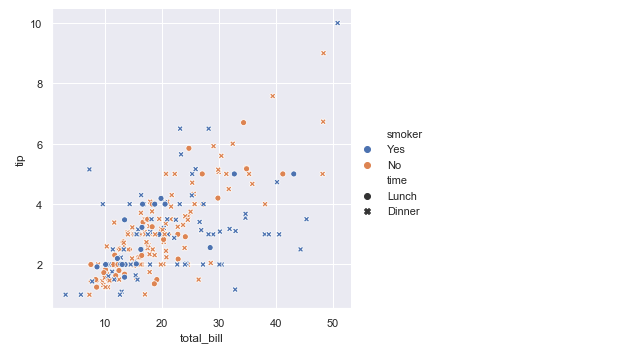 10
8
6
4
2
tip
10
20
30
40
50
total_bill
smoker
Yes
No
time
Lunch
Dinner